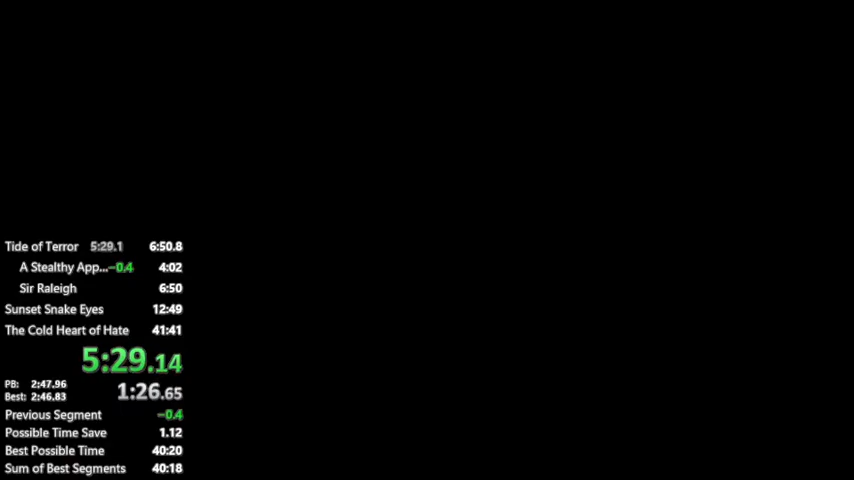 Tide of Terror 5:29.1 6:50.8
A Stealthy App... −0.4 4:02
Sir Raleigh 6:50
Sunset Snake Eyes 12:49
The Cold Heart of Hate 41:41
5:29.14
PB: 2:47.96
Best: 2:46.83
1:26.65
Previous Segment −0.4
Possible Time Save 1.12
Best Possible Time 40:20
Sum of Best Segments 40:18